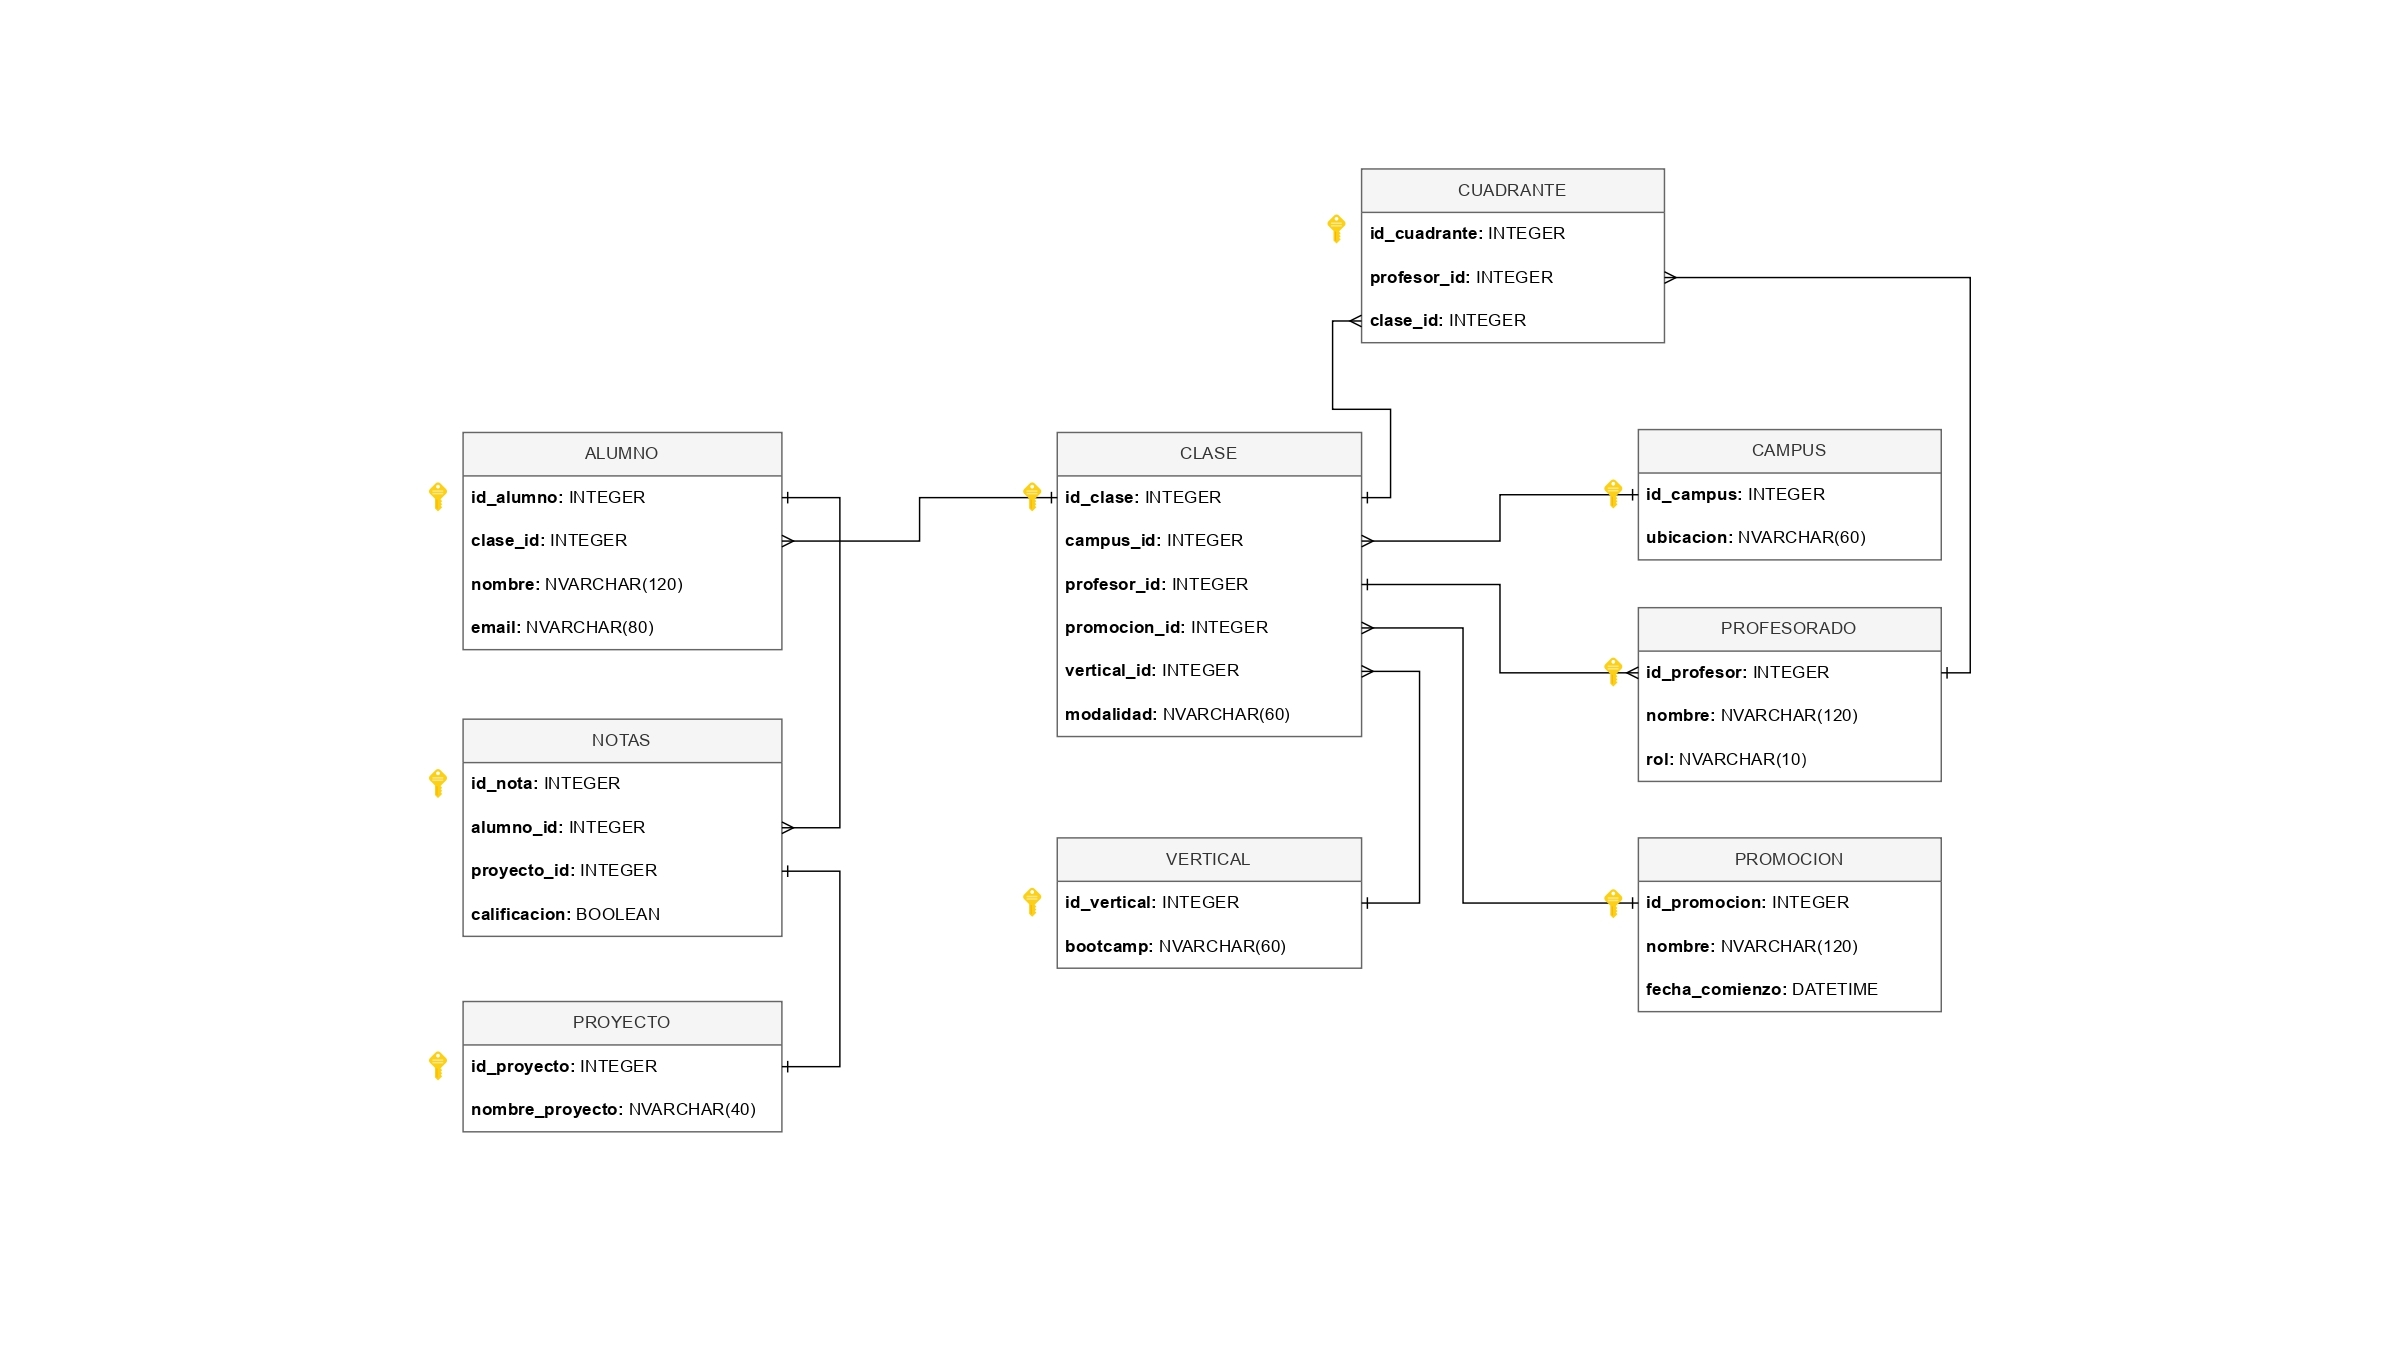 CUADRANTE
id_cuadrante: INTEGER
profesor_id: INTEGER
clase_id: INTEGER
ALUMNO
id_alumno: INTEGER
clase_id: INTEGER
nombre: NVARCHAR(120)
email: NVARCHAR(80)
CLASE
id_clase: INTEGER
campus_id: INTEGER
profesor_id: INTEGER
promocion_id: INTEGER
vertical_id: INTEGER
modalidad: NVARCHAR(60)
CAMPUS
id_campus: INTEGER
ubicacion: NVARCHAR(60)
PROFESORADO
id_profesor: INTEGER
nombre: NVARCHAR(120)
rol: NVARCHAR(10)
NOTAS
id_nota: INTEGER
alumno_id: INTEGER
proyecto_id: INTEGER
calificacion: BOOLEAN
VERTICAL
id_vertical: INTEGER
bootcamp: NVARCHAR(60)
PROMOCION
id_promocion: INTEGER
nombre: NVARCHAR(120)
fecha_comienzo: DATETIME
PROYECTO
id_proyecto: INTEGER
nombre_proyecto: NVARCHAR(40)